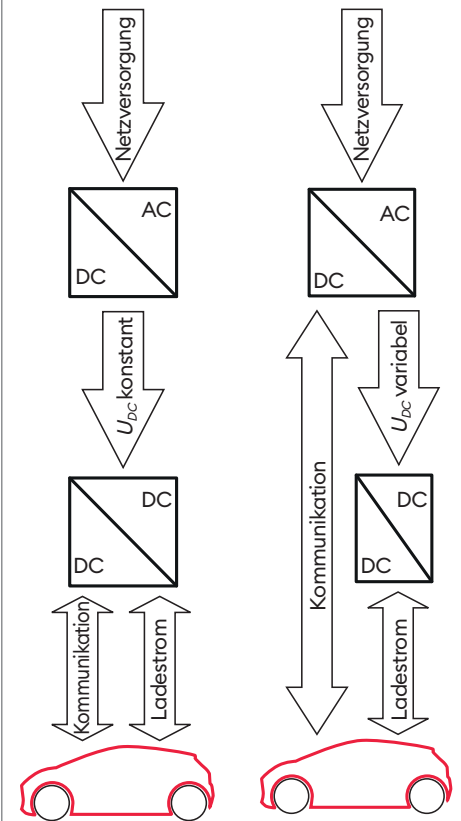 Netzversorgung
AC
DC
U_DC konstant
DC
DC
Kommunikation
Ladestrom
Netzversorgung
AC
DC
Kommunikation
U_DC variabel
DC
DC
Ladestrom